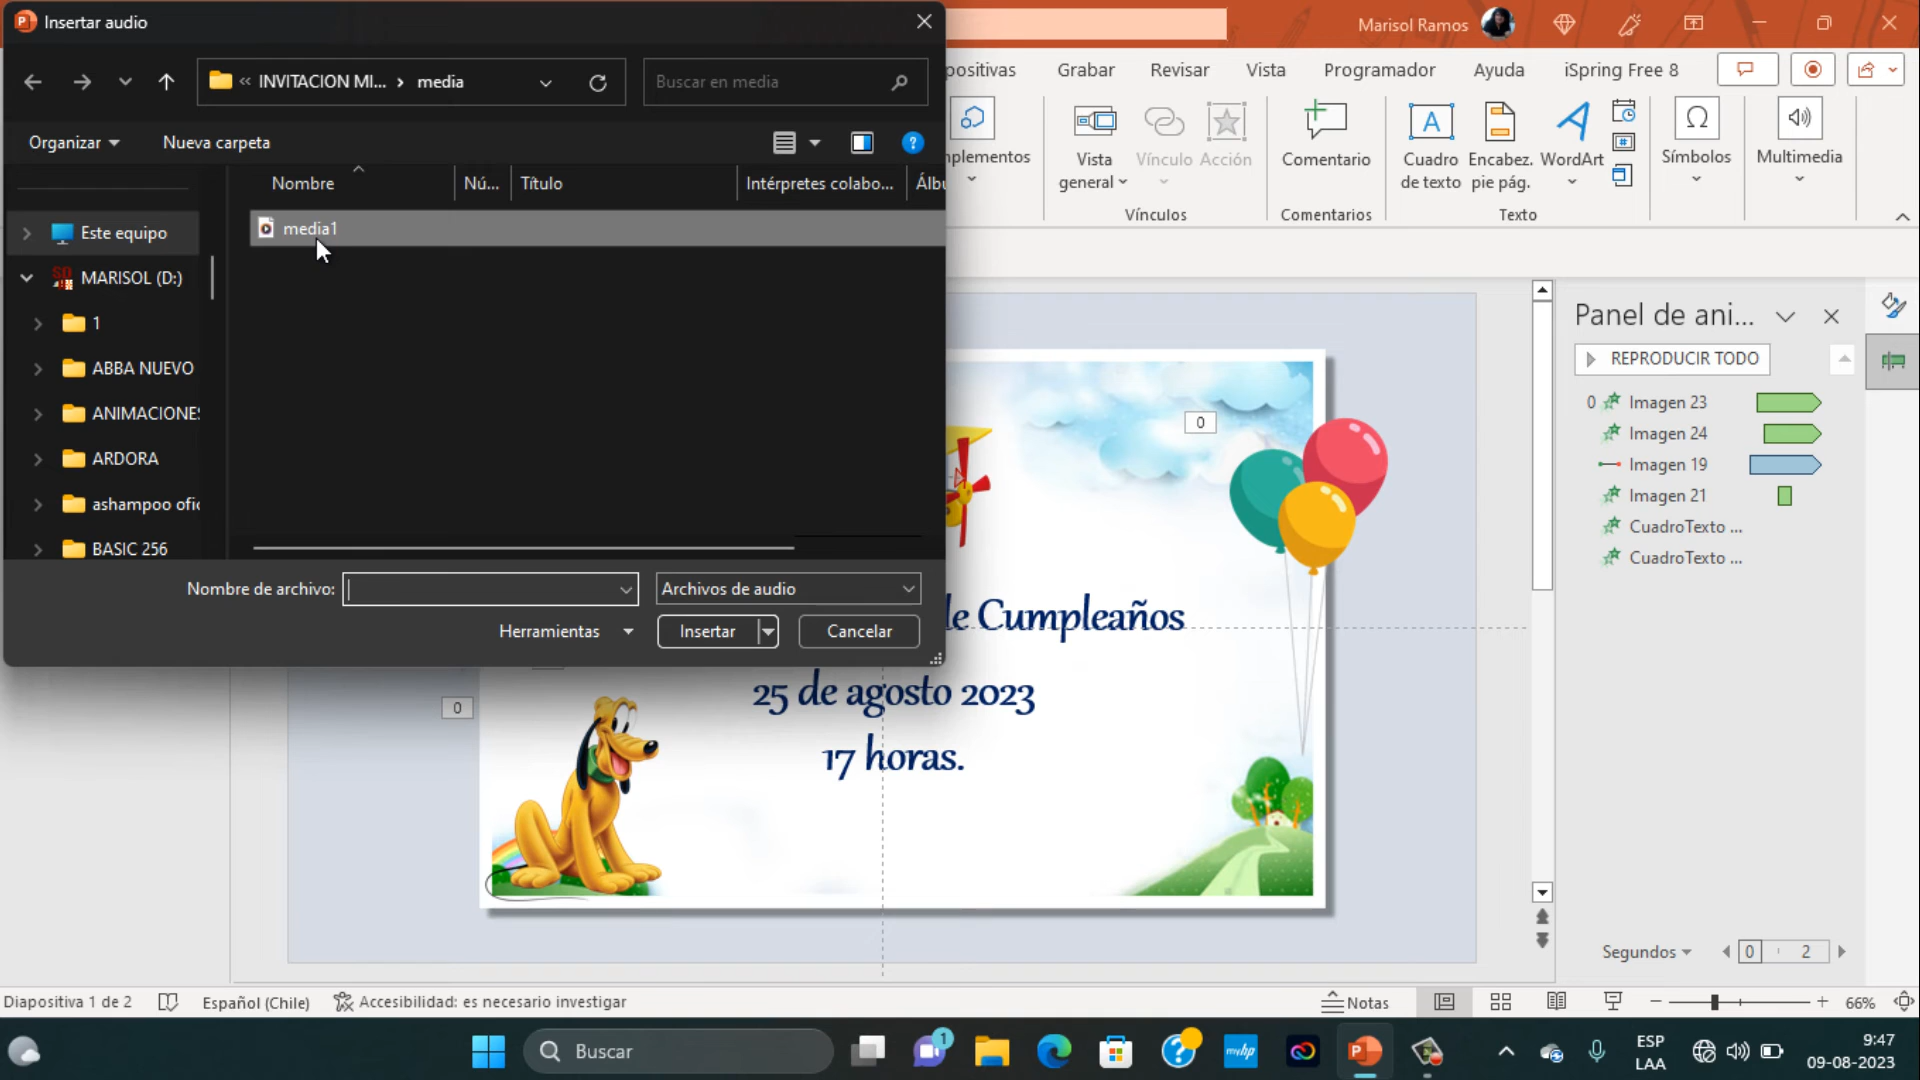 Insertar audio
Marisol Ramos
« INVITACION MI... › media
Buscar en media
positivas
Grabar
Revisar
Vista
Programador
Ayuda
iSpring Free 8
Organizar
Nueva carpeta
Nombre
Nú...
Título
Intérpretes colabo...
Álbu
media1
Este equipo
MARISOL (D:)
1
ABBA NUEVO
ANIMACIONES
ARDORA
ashampoo ofic
BASIC 256
Nombre de archivo:
Archivos de audio
Herramientas
Insertar
Cancelar
nplementos
Vista
general
Vínculo
Acción
Comentario
Cuadro
de texto
Encabez.
pie pág.
WordArt
Símbolos
Multimedia
Vínculos
Comentarios
Texto
Panel de ani...
REPRODUCIR TODO
0 Imagen 23
Imagen 24
Imagen 19
Imagen 21
CuadroTexto ...
CuadroTexto ...
Segundos
0
2
0
0
de Cumpleaños
25 de agosto 2023
17 horas.
Diapositiva 1 de 2
Español (Chile)
Accesibilidad: es necesario investigar
Notas
66%
Buscar
1
myhp
ESP
LAA
9:47
09-08-2023